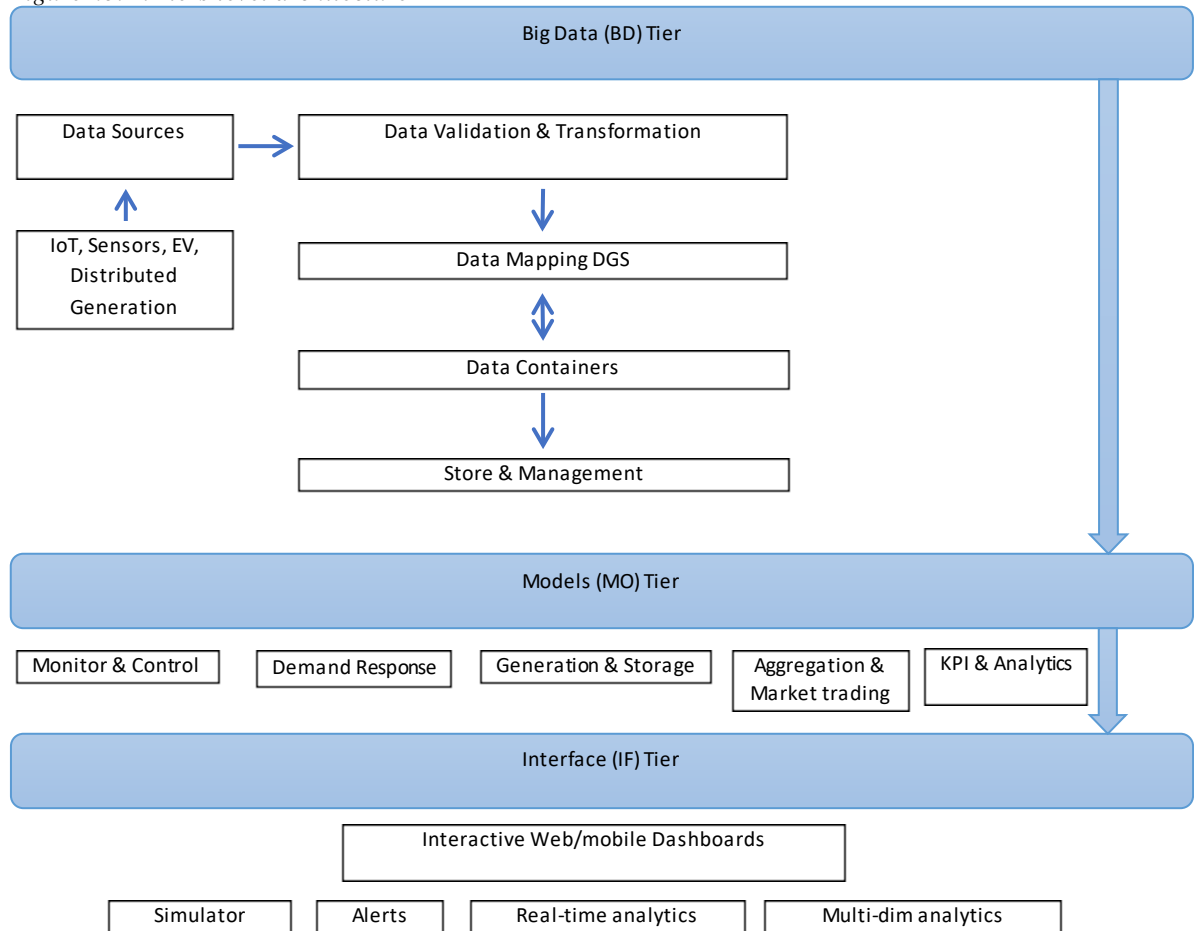 Big Data (BD) Tier
Data Sources
Data Validation & Transformation
IoT, Sensors, EV,
Distributed
Generation
Data Mapping DGS
Data Containers
Store & Management
Models (MO) Tier
Monitor & Control
Demand Response
Generation & Storage
Aggregation &
Market trading
KPI & Analytics
Interface (IF) Tier
Interactive Web/mobile Dashboards
Simulator
Alerts
Real-time analytics
Multi-dim analytics